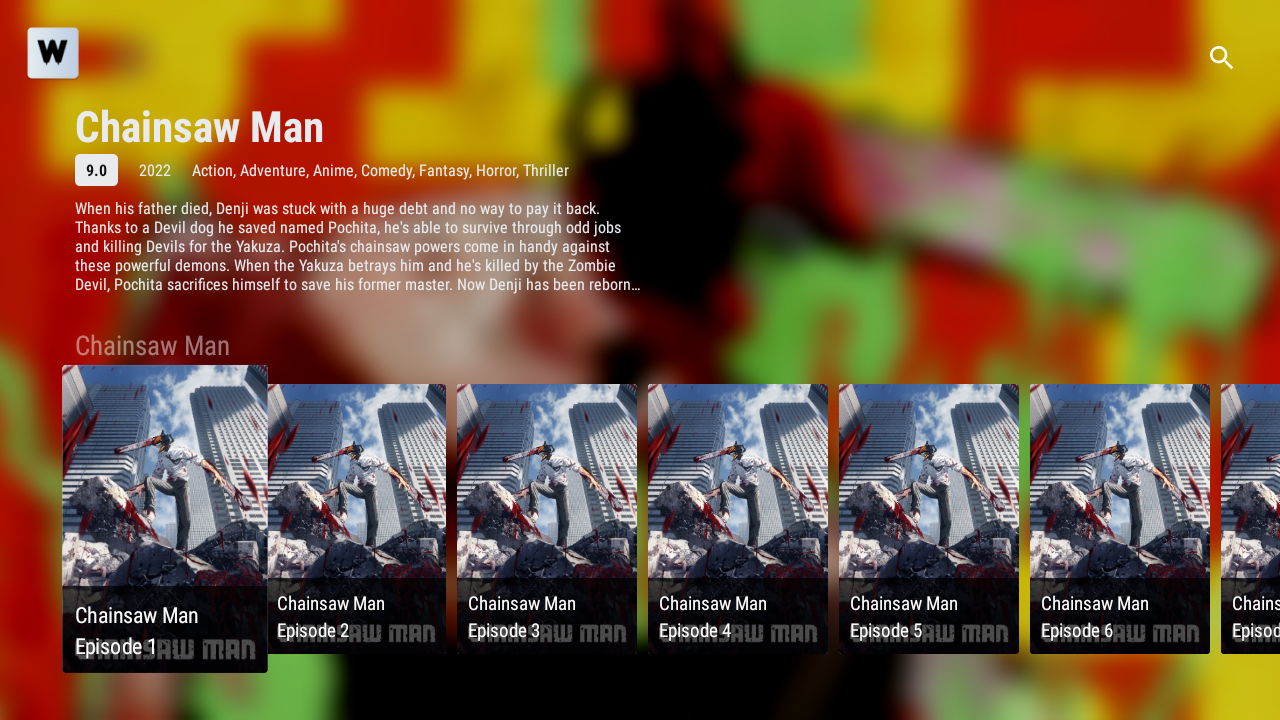 W
Chainsaw Man
9.0 2022 Action, Adventure, Anime, Comedy, Fantasy, Horror, Thriller
When his father died, Denji was stuck with a huge debt and no way to pay it back.
Thanks to a Devil dog he saved named Pochita, he's able to survive through odd jobs
and killing Devils for the Yakuza. Pochita's chainsaw powers come in handy against
these powerful demons. When the Yakuza betrays him and he's killed by the Zombie
Devil, Pochita sacrifices himself to save his former master. Now Denji has been reborn…
Chainsaw Man
Chainsaw Man
Episode 1
Chainsaw Man
Episode 2
Chainsaw Man
Episode 3
Chainsaw Man
Episode 4
Chainsaw Man
Episode 5
Chainsaw Man
Episode 6
Chains
Episod